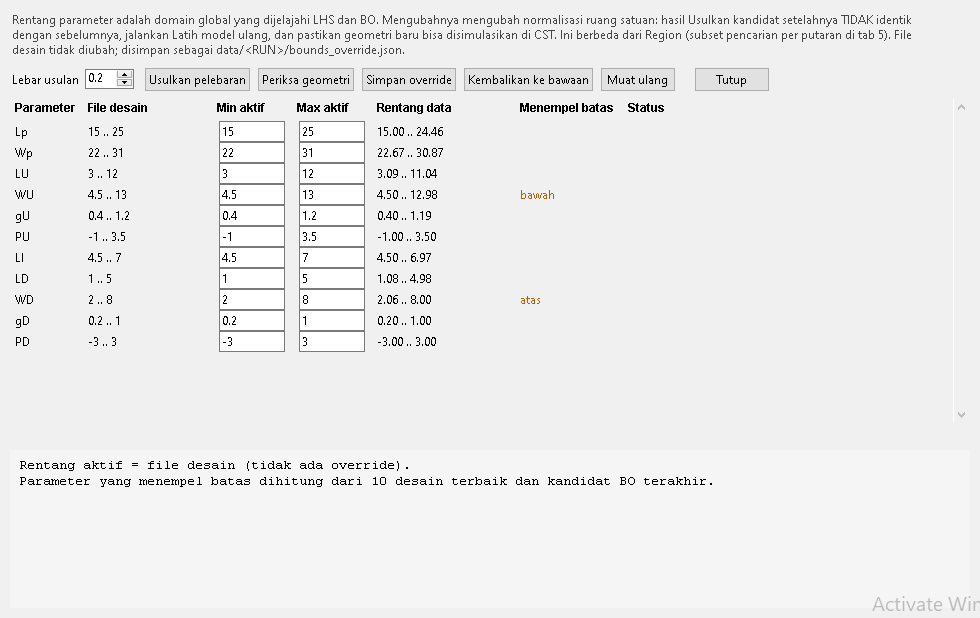 Rentang parameter adalah domain global yang dijelajahi LHS dan BO. Mengubahnya mengubah normalisasi ruang satuan: hasil Usulkan kandidat setelahnya TIDAK identik
dengan sebelumnya, jalankan Latih model ulang, dan pastikan geometri baru bisa disimulasikan di CST. Ini berbeda dari Region (subset pencarian per putaran di tab 5). File
desain tidak diubah; disimpan sebagai data/<RUN>/bounds_override.json.
Lebar usulan 0.2 Usulkan pelebaran Periksa geometri Simpan override Kembalikan ke bawaan Muat ulang Tutup
Parameter File desain Min aktif Max aktif Rentang data Menempel batas Status
Lp 15 .. 25 15 25 15.00 .. 24.46
Wp 22 .. 31 22 31 22.67 .. 30.87
LU 3 .. 12 3 12 3.09 .. 11.04
WU 4.5 .. 13 4.5 13 4.50 .. 12.98 bawah
gU 0.4 .. 1.2 0.4 1.2 0.40 .. 1.19
PU -1 .. 3.5 -1 3.5 -1.00 .. 3.50
LI 4.5 .. 7 4.5 7 4.50 .. 6.97
LD 1 .. 5 1 5 1.08 .. 4.98
WD 2 .. 8 2 8 2.06 .. 8.00 atas
gD 0.2 .. 1 0.2 1 0.20 .. 1.00
PD -3 .. 3 -3 3 -3.00 .. 3.00
Rentang aktif = file desain (tidak ada override).
Parameter yang menempel batas dihitung dari 10 desain terbaik dan kandidat BO terakhir.
Activate Win